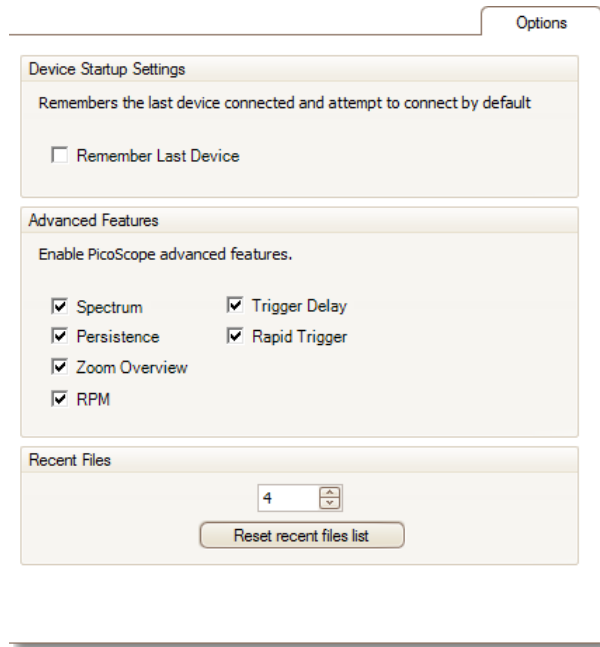 Options
Device Startup Settings
Remembers the last device connected and attempt to connect by default
Remember Last Device
Advanced Features
Enable PicoScope advanced features.
Spectrum
Trigger Delay
Persistence
Rapid Trigger
Zoom Overview
RPM
Recent Files
4
Reset recent files list